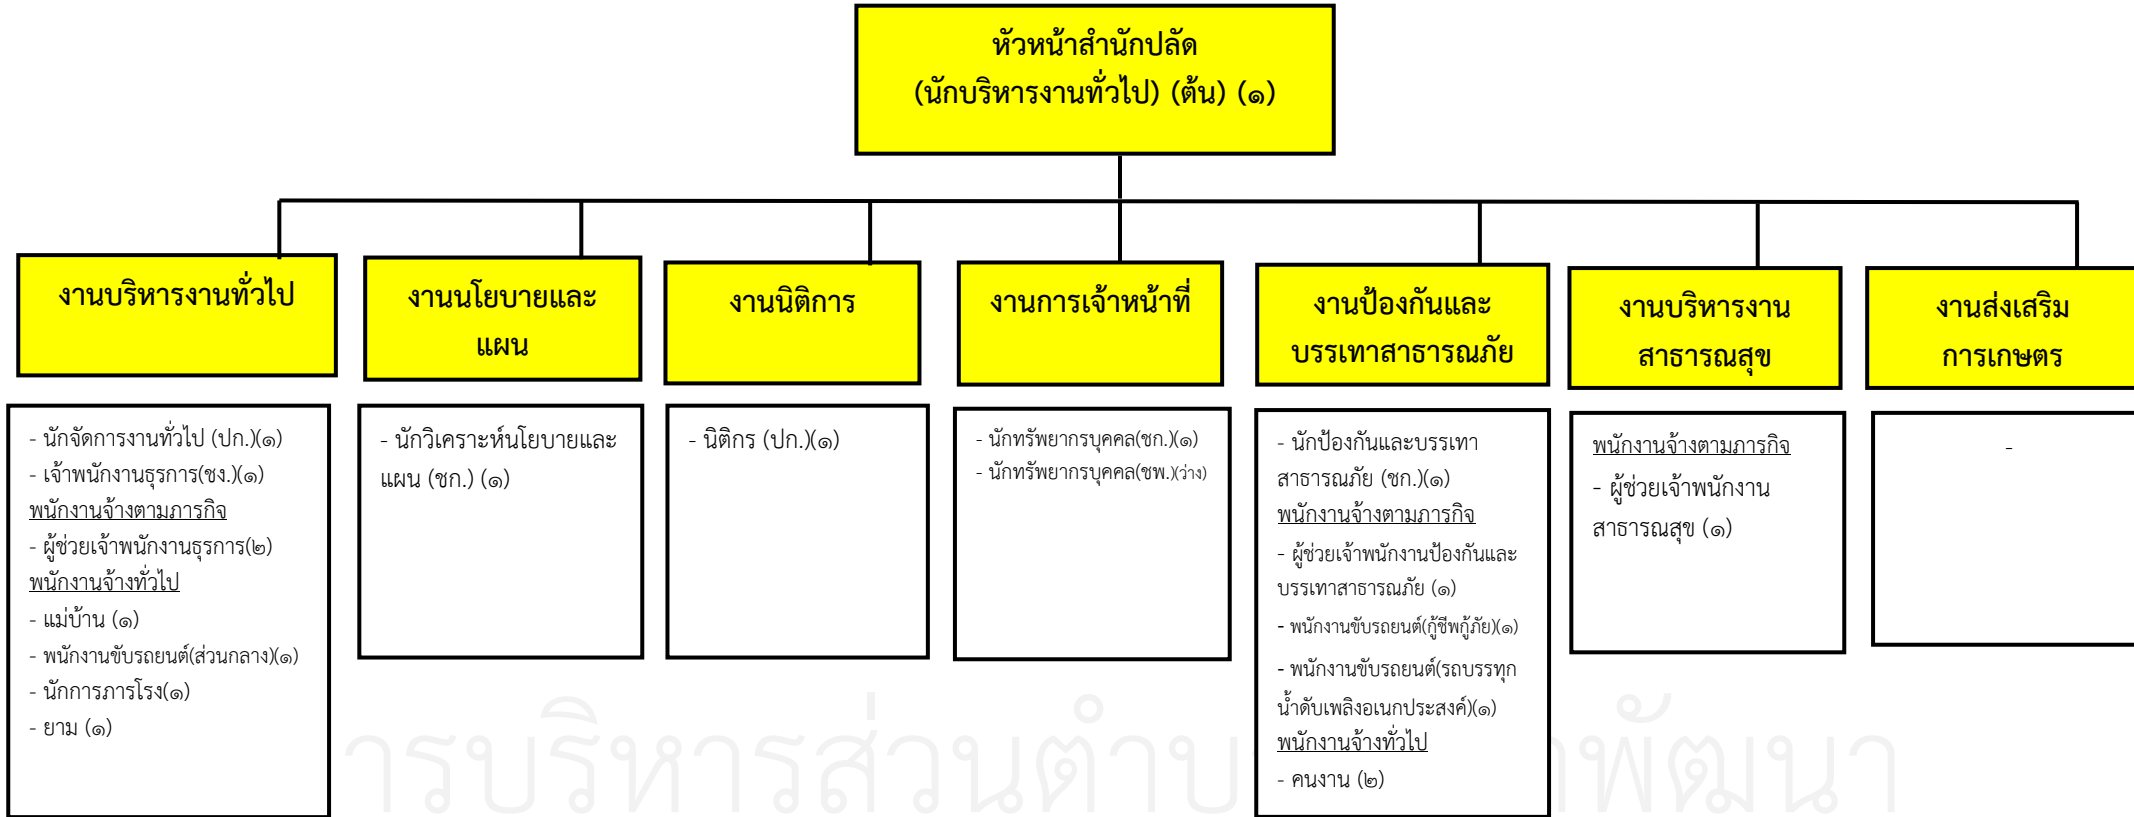 หัวหน้าสำนักปลัด
(นักบริหารงานทั่วไป) (ต้น) (๑)
งานบริหารงานทั่วไป
งานนโยบายและ
แผน
งานนิติการ
งานการเจ้าหน้าที่
งานป้องกันและ
บรรเทาสาธารณภัย
งานบริหารงาน
สาธารณสุข
งานส่งเสริม
การเกษตร
- นักจัดการงานทั่วไป (ปก.)(๑)
- เจ้าพนักงานธุรการ(ชง.)(๑)
พนักงานจ้างตามภารกิจ
- ผู้ช่วยเจ้าพนักงานธุรการ(๒)
พนักงานจ้างทั่วไป
- แม่บ้าน (๑)
- พนักงานขับรถยนต์(ส่วนกลาง)(๑)
- นักการภารโรง(๑)
- ยาม (๑)
- นักวิเคราะห์นโยบายและ
แผน (ชก.) (๑)
- นิติกร (ปก.)(๑)
- นักทรัพยากรบุคคล(ชก.)(๑)
- นักทรัพยากรบุคคล(ชพ.)(ว่าง)
- นักป้องกันและบรรเทา
สาธารณภัย (ชก.)(๑)
พนักงานจ้างตามภารกิจ
- ผู้ช่วยเจ้าพนักงานป้องกันและ
บรรเทาสาธารณภัย (๑)
- พนักงานขับรถยนต์(กู้ชีพกู้ภัย)(๑)
- พนักงานขับรถยนต์(รถบรรทุก
น้ำดับเพลิงอเนกประสงค์)(๑)
พนักงานจ้างทั่วไป
- คนงาน (๒)
พนักงานจ้างตามภารกิจ
- ผู้ช่วยเจ้าพนักงาน
สาธารณสุข (๑)
-
ารบริหารส่วนตำบ
พัฒนา